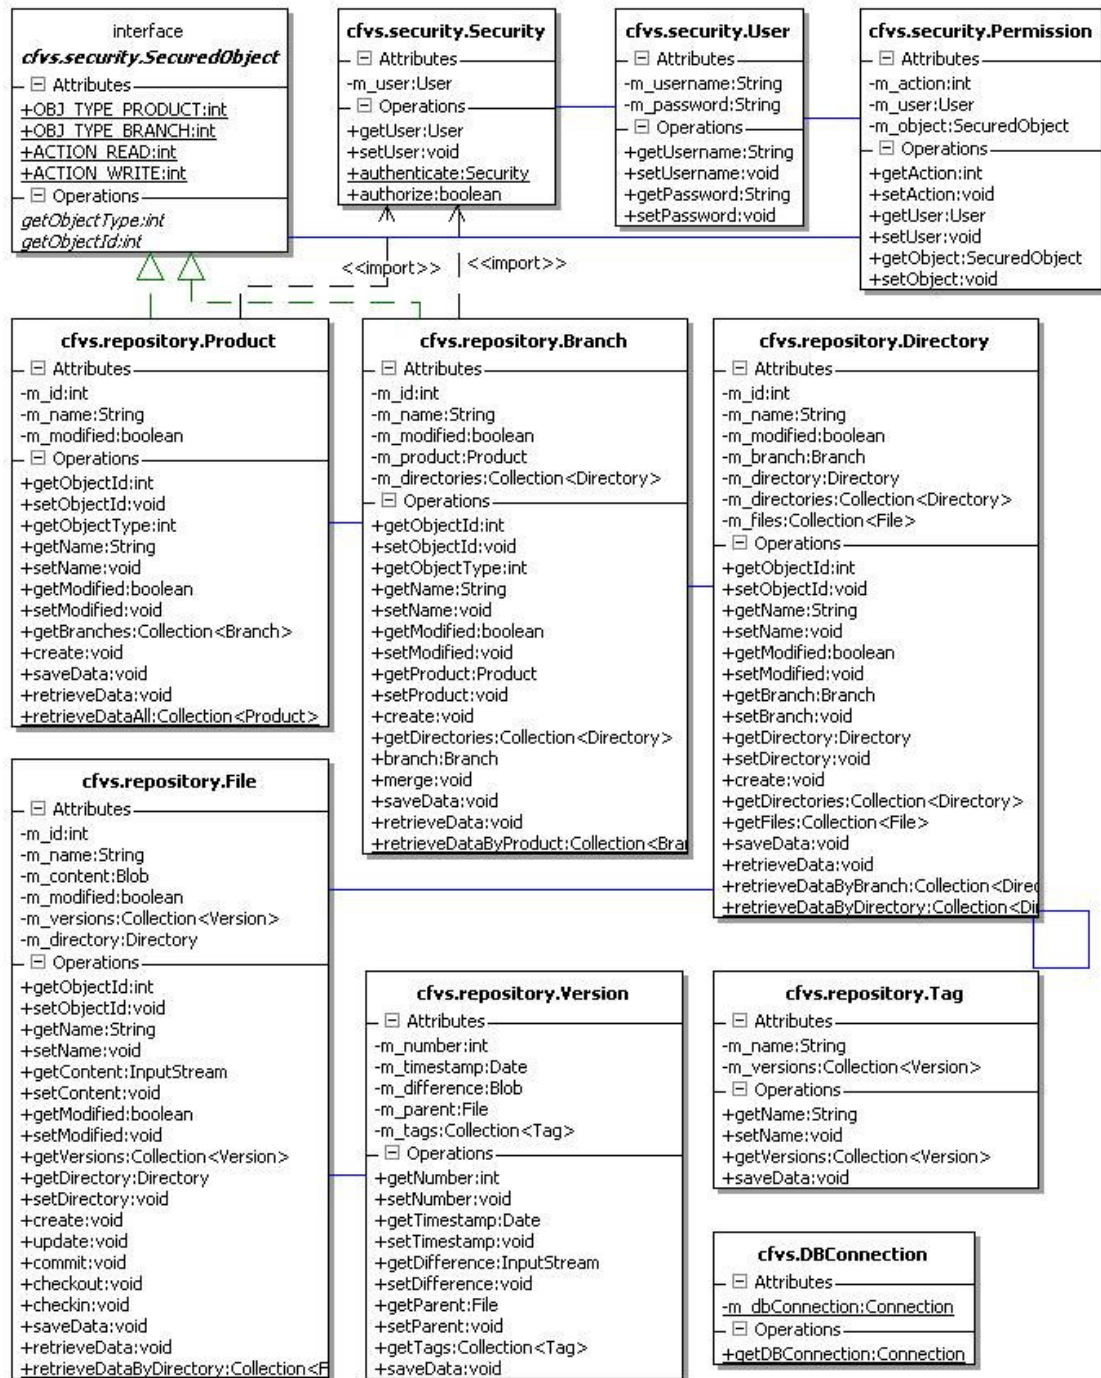 interface
cfvs.security.SecuredObject
Attributes
+OBJ_TYPE_PRODUCT:int
+OBJ_TYPE_BRANCH:int
+ACTION_READ:int
+ACTION_WRITE:int
Operations
getObjectType:int
getObjectId:int
cfvs.security.Security
Attributes
-m_user:User
Operations
+getUser:User
+setUser:void
+authenticate:Security
+authorize:boolean
cfvs.security.User
Attributes
-m_username:String
-m_password:String
Operations
+getUsername:String
+setUsername:void
+getPassword:String
+setPassword:void
cfvs.security.Permission
Attributes
-m_action:int
-m_user:User
-m_object:SecuredObject
Operations
+getAction:int
+setAction:void
+getUser:User
+setUser:void
+getObject:SecuredObject
+setObject:void
<<import>>
<<import>>
cfvs.repository.Product
Attributes
-m_id:int
-m_name:String
-m_modified:boolean
Operations
+getObjectId:int
+setObjectId:void
+getObjectType:int
+getName:String
+setName:void
+getModified:boolean
+setModified:void
+getBranches:Collection<Branch>
+create:void
+saveData:void
+retrieveData:void
+retrieveDataAll:Collection<Product>
cfvs.repository.Branch
Attributes
-m_id:int
-m_name:String
-m_modified:boolean
-m_product:Product
-m_directories:Collection<Directory>
Operations
+getObjectId:int
+setObjectId:void
+getObjectType:int
+getName:String
+setName:void
+getModified:boolean
+setModified:void
+getProduct:Product
+setProduct:void
+create:void
+getDirectories:Collection<Directory>
+branch:Branch
+merge:void
+saveData:void
+retrieveData:void
+retrieveDataByProduct:Collection<Bra
cfvs.repository.Directory
Attributes
-m_id:int
-m_name:String
-m_modified:boolean
-m_branch:Branch
-m_directory:Directory
-m_directories:Collection<Directory>
-m_files:Collection<File>
Operations
+getObjectId:int
+setObjectId:void
+getName:String
+setName:void
+getModified:boolean
+setModified:void
+getBranch:Branch
+setBranch:void
+getDirectory:Directory
+setDirectory:void
+create:void
+getDirectories:Collection<Directory>
+getFiles:Collection<File>
+saveData:void
+retrieveData:void
+retrieveDataByBranch:Collection<Dire
+retrieveDataByDirectory:Collection<Di
cfvs.repository.File
Attributes
-m_id:int
-m_name:String
-m_content:Blob
-m_modified:boolean
-m_versions:Collection<Version>
-m_directory:Directory
Operations
+getObjectId:int
+setObjectId:void
+getName:String
+setName:void
+getContent:InputStream
+setContent:void
+getModified:boolean
+setModified:void
+getVersions:Collection<Version>
+getDirectory:Directory
+setDirectory:void
+create:void
+update:void
+commit:void
+checkout:void
+checkin:void
+saveData:void
+retrieveData:void
+retrieveDataByDirectory:Collection<F
cfvs.repository.Version
Attributes
-m_number:int
-m_timestamp:Date
-m_difference:Blob
-m_parent:File
-m_tags:Collection<Tag>
Operations
+getNumber:int
+setNumber:void
+getTimestamp:Date
+setTimestamp:void
+getDifference:InputStream
+setDifference:void
+getParent:File
+setParent:void
+getTags:Collection<Tag>
+saveData:void
cfvs.repository.Tag
Attributes
-m_name:String
-m_versions:Collection<Version>
Operations
+getName:String
+setName:void
+getVersions:Collection<Version>
+saveData:void
cfvs.DBConnection
Attributes
-m_dbConnection:Connection
Operations
+getDBConnection:Connection